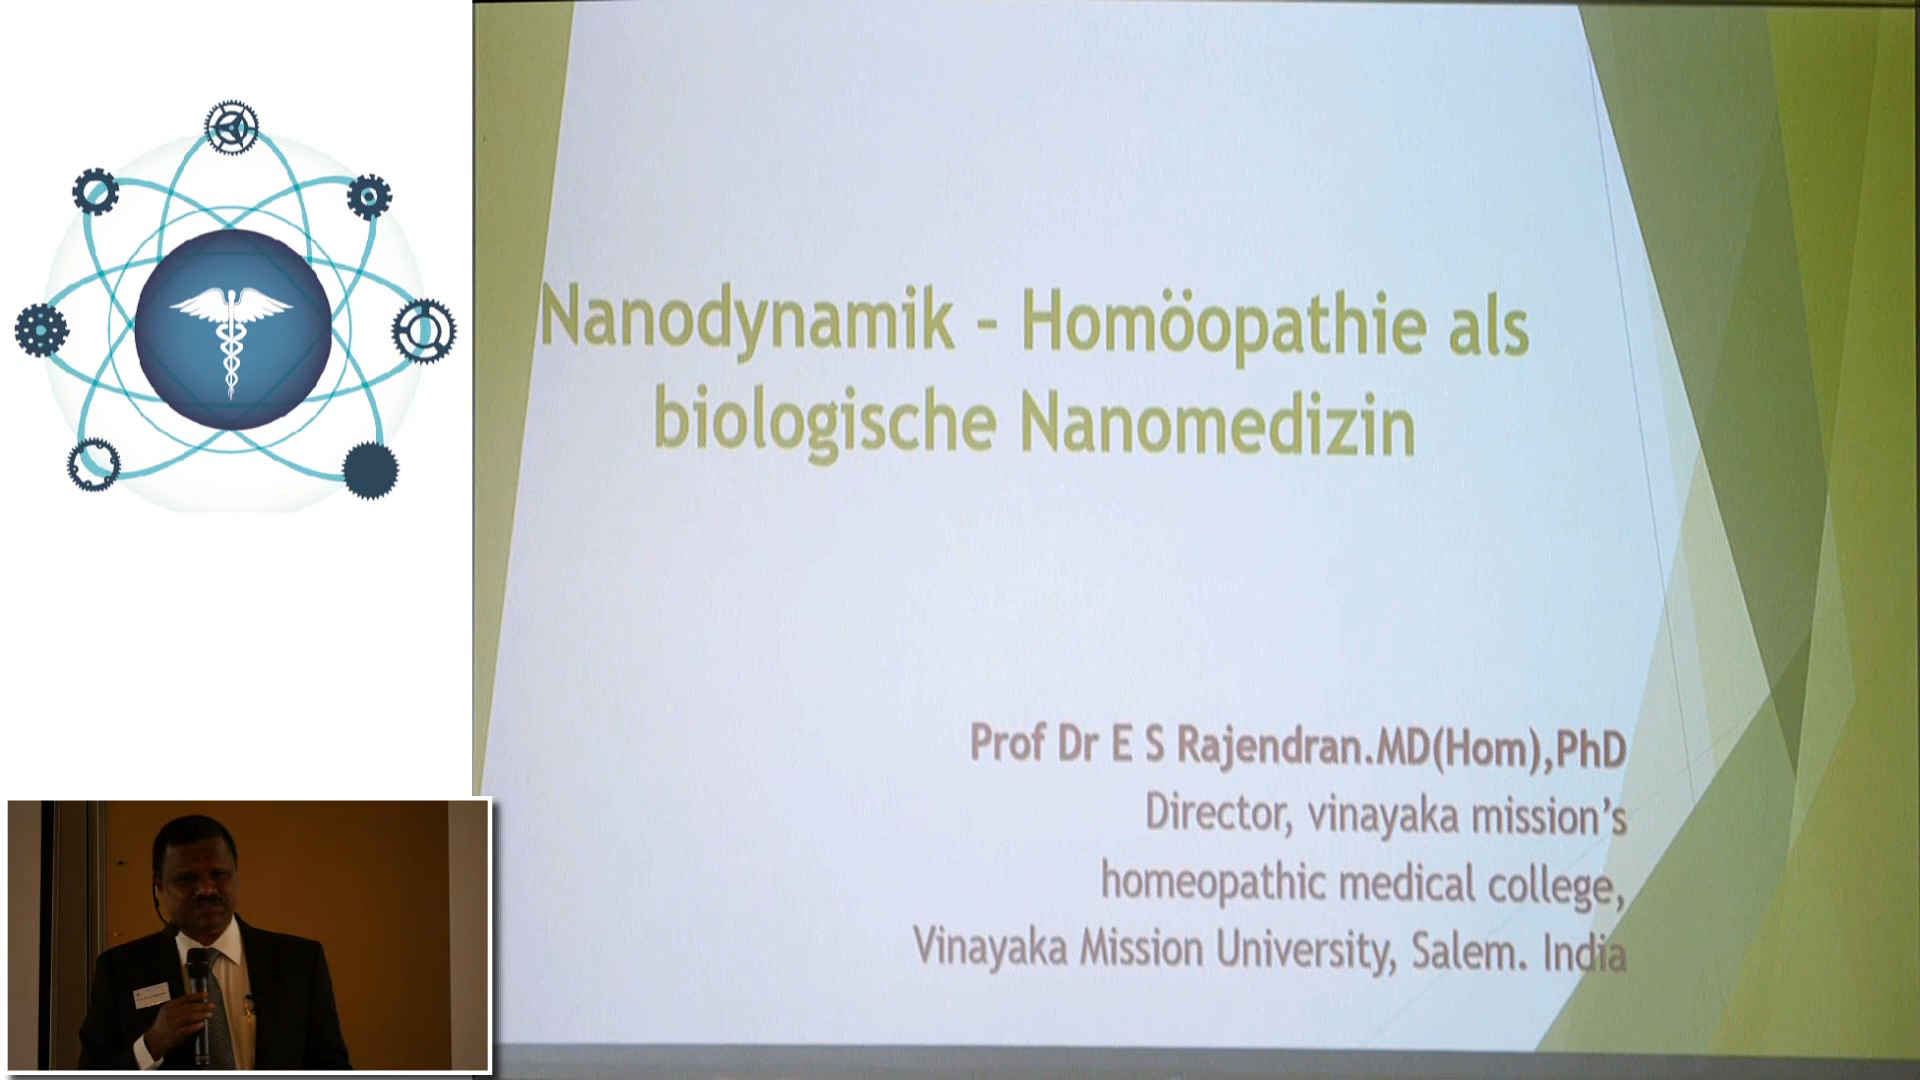 Nanodynamik - Homöopathie als
biologische Nanomedizin
Prof Dr E S Rajendran.MD(Hom),PhD
Director, vinayaka mission's
homeopathic medical college,
Vinayaka Mission University, Salem. India